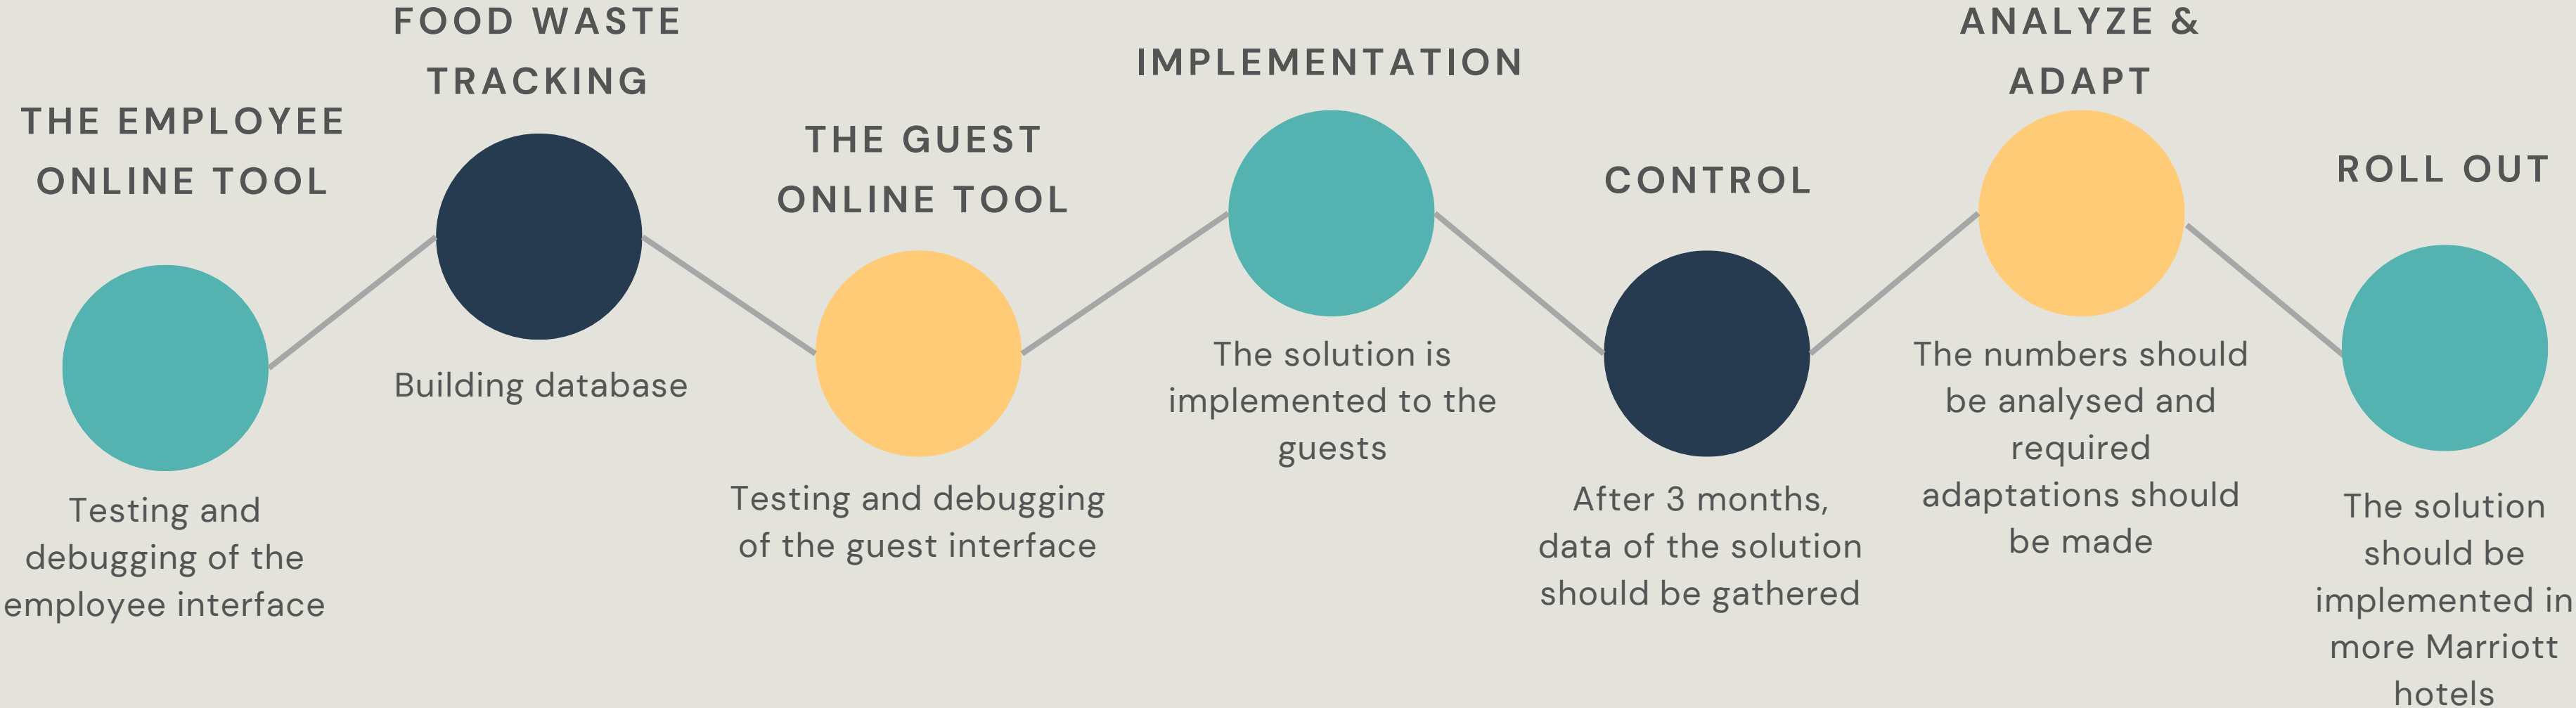 THE EMPLOYEE
ONLINE TOOL
Testing and
debugging of the
employee interface
FOOD WASTE
TRACKING
Building database
THE GUEST
ONLINE TOOL
Testing and debugging
of the guest interface
IMPLEMENTATION
The solution is
implemented to the
guests
CONTROL
After 3 months,
data of the solution
should be gathered
ANALYZE &
ADAPT
The numbers should
be analysed and
required
adaptations should
be made
ROLL OUT
The solution
should be
implemented in
more Marriott
hotels